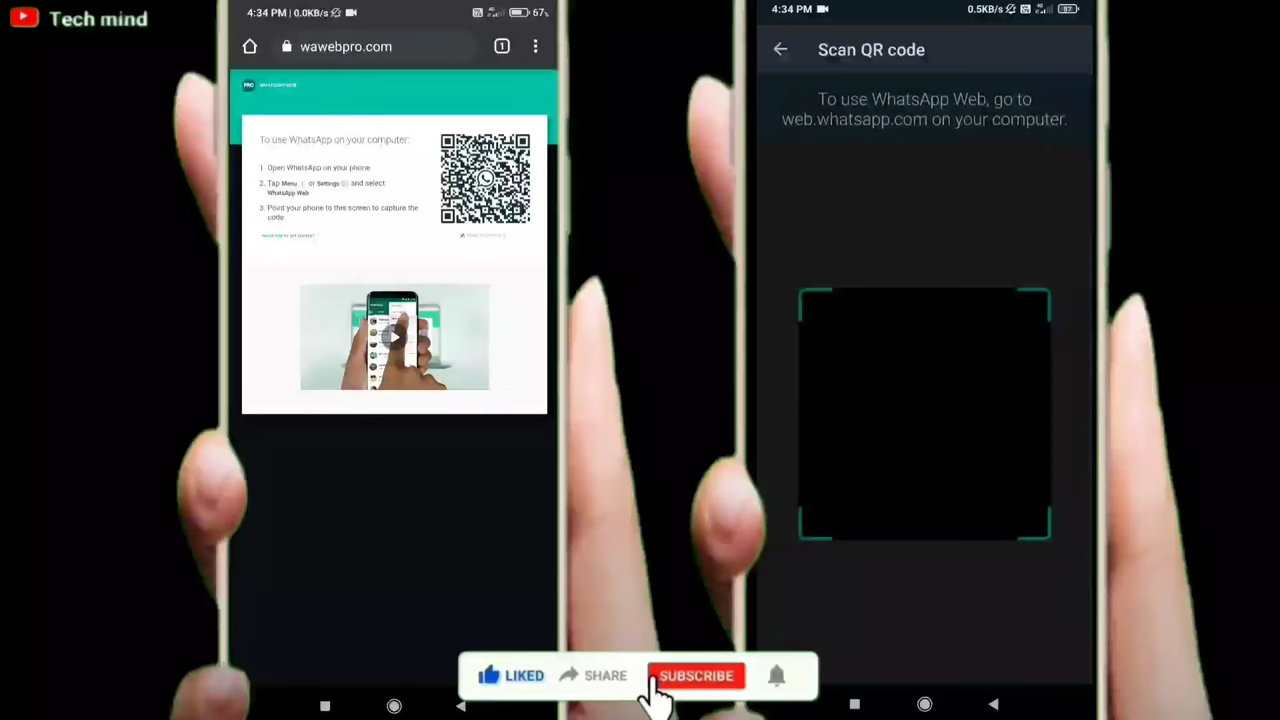 Tech mind
4:34 PM | 0.0KB/s
67%
wawebpro.com
1
PRO
To use WhatsApp on your computer:
1. Open WhatsApp on your phone
2. Tap Menu or Settings and select
WhatsApp Web
3. Point your phone to this screen to capture the
code
4:34 PM
0.5KB/s
67
Scan QR code
To use WhatsApp Web, go to
web.whatsapp.com on your computer.
LIKED
SHARE
SUBSCRIBE